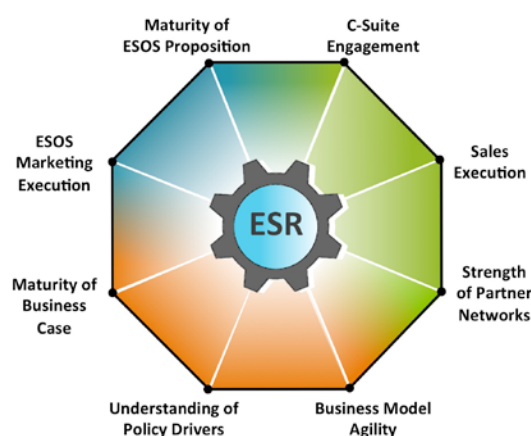 Maturity of
ESOS Proposition
C-Suite
Engagement
ESOS
Marketing
Execution
Sales
Execution
ESR
Maturity of
Business
Case
Strength
of Partner
Networks
Understanding of
Policy Drivers
Business Model
Agility